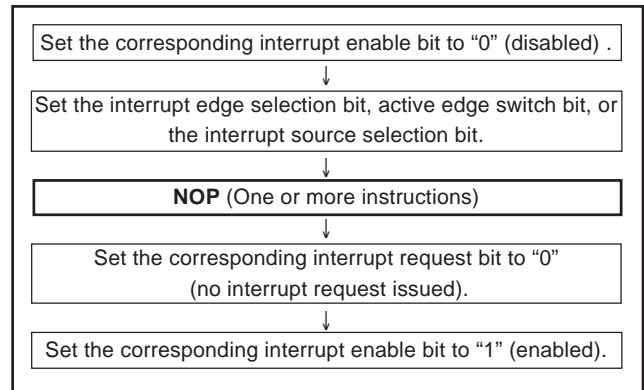 Set the corresponding interrupt enable bit to “0” (disabled) .
Set the interrupt edge selection bit, active edge switch bit, or
the interrupt source selection bit.
NOP (One or more instructions)
Set the corresponding interrupt request bit to “0”
(no interrupt request issued).
Set the corresponding interrupt enable bit to “1” (enabled).